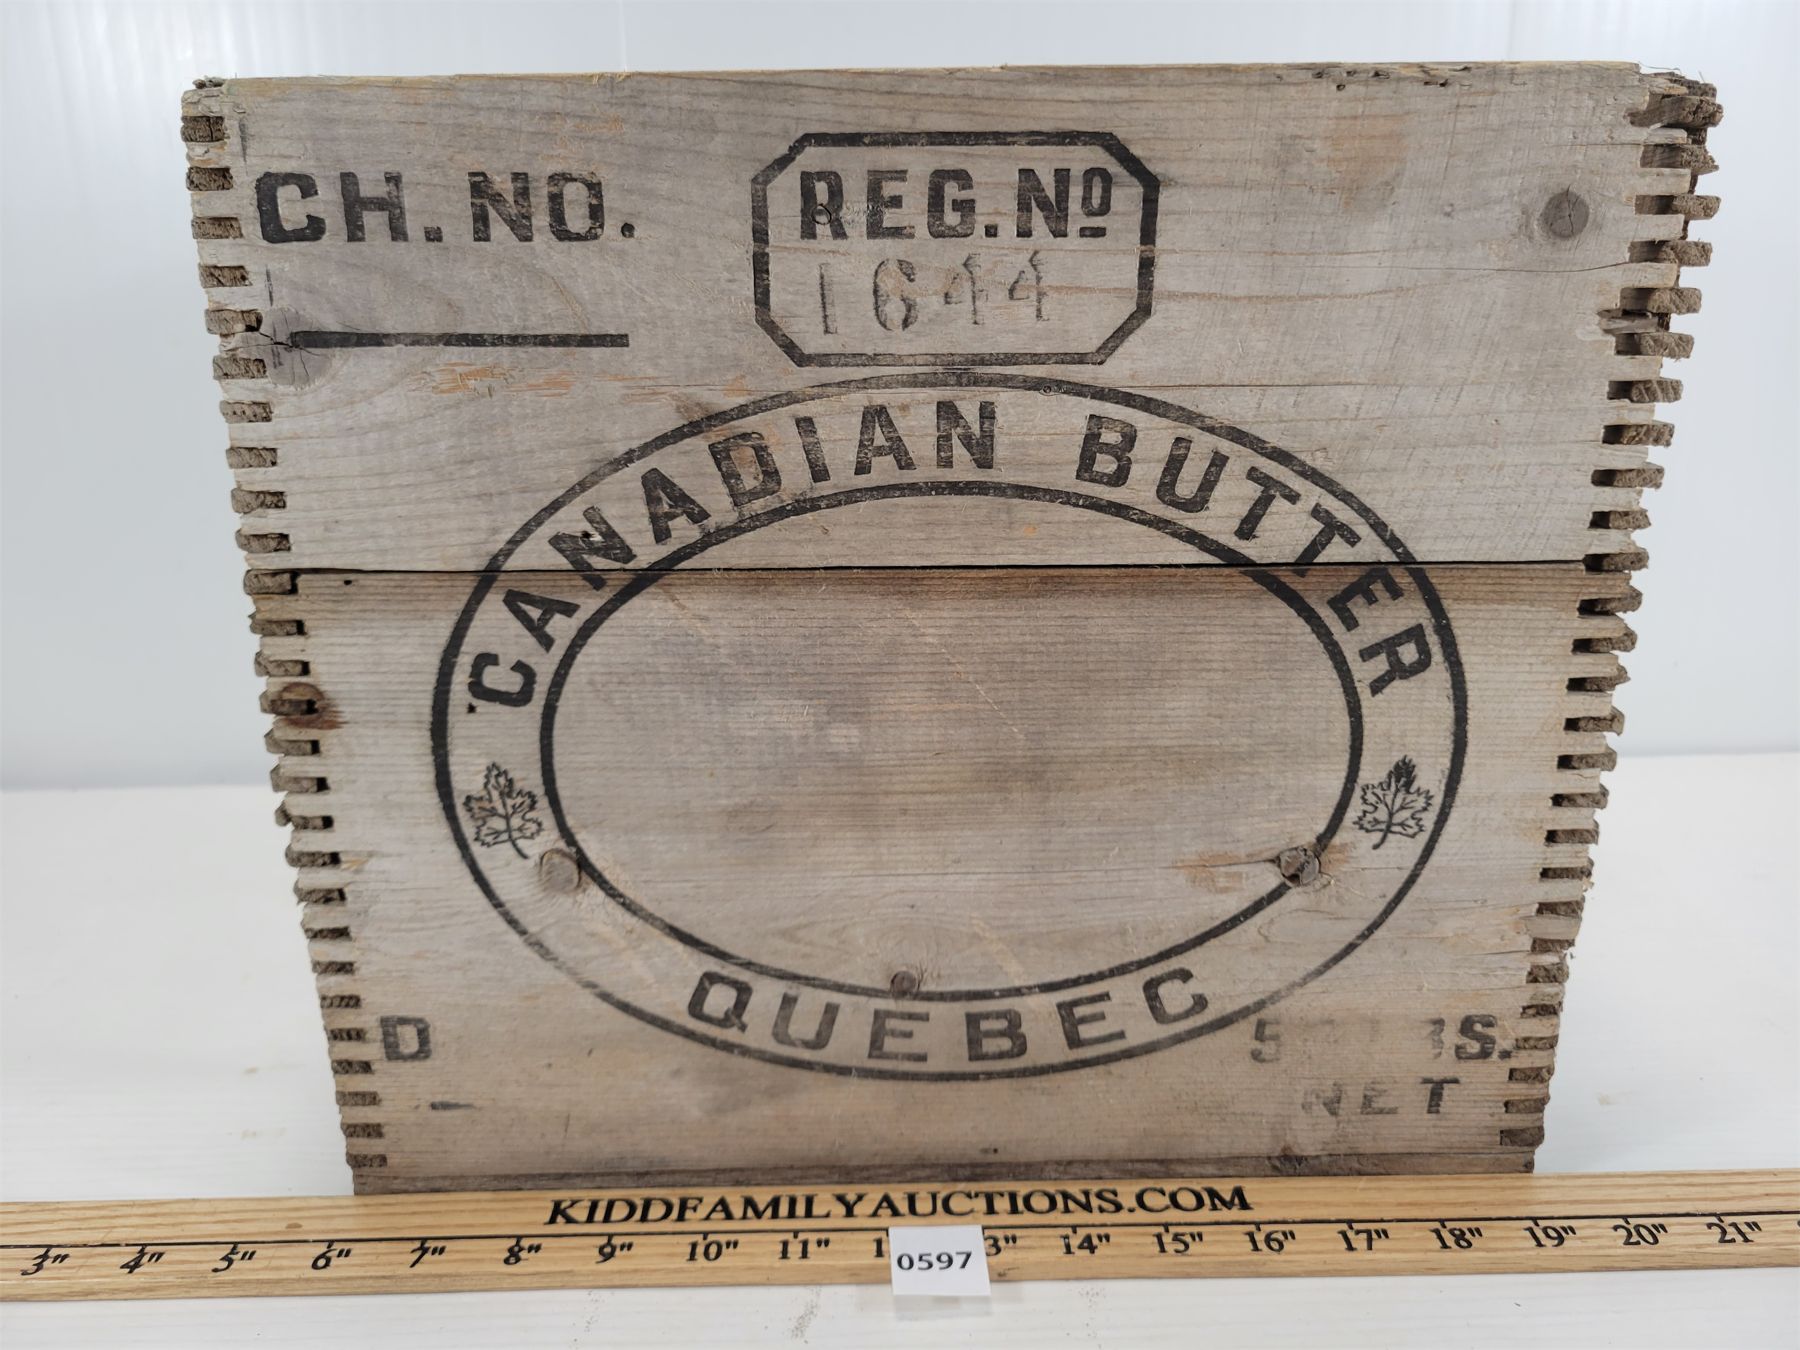 CH. NO.
REG. Nº
1644
CANADIAN BUTTER
QUEBEC
D
NET
KIDDFAMILYAUCTIONS.COM
3" 4" 5" 6" 7" 8" 9" 10" 11" 14" 15" 16" 17" 18" 19" 20" 21"
0597